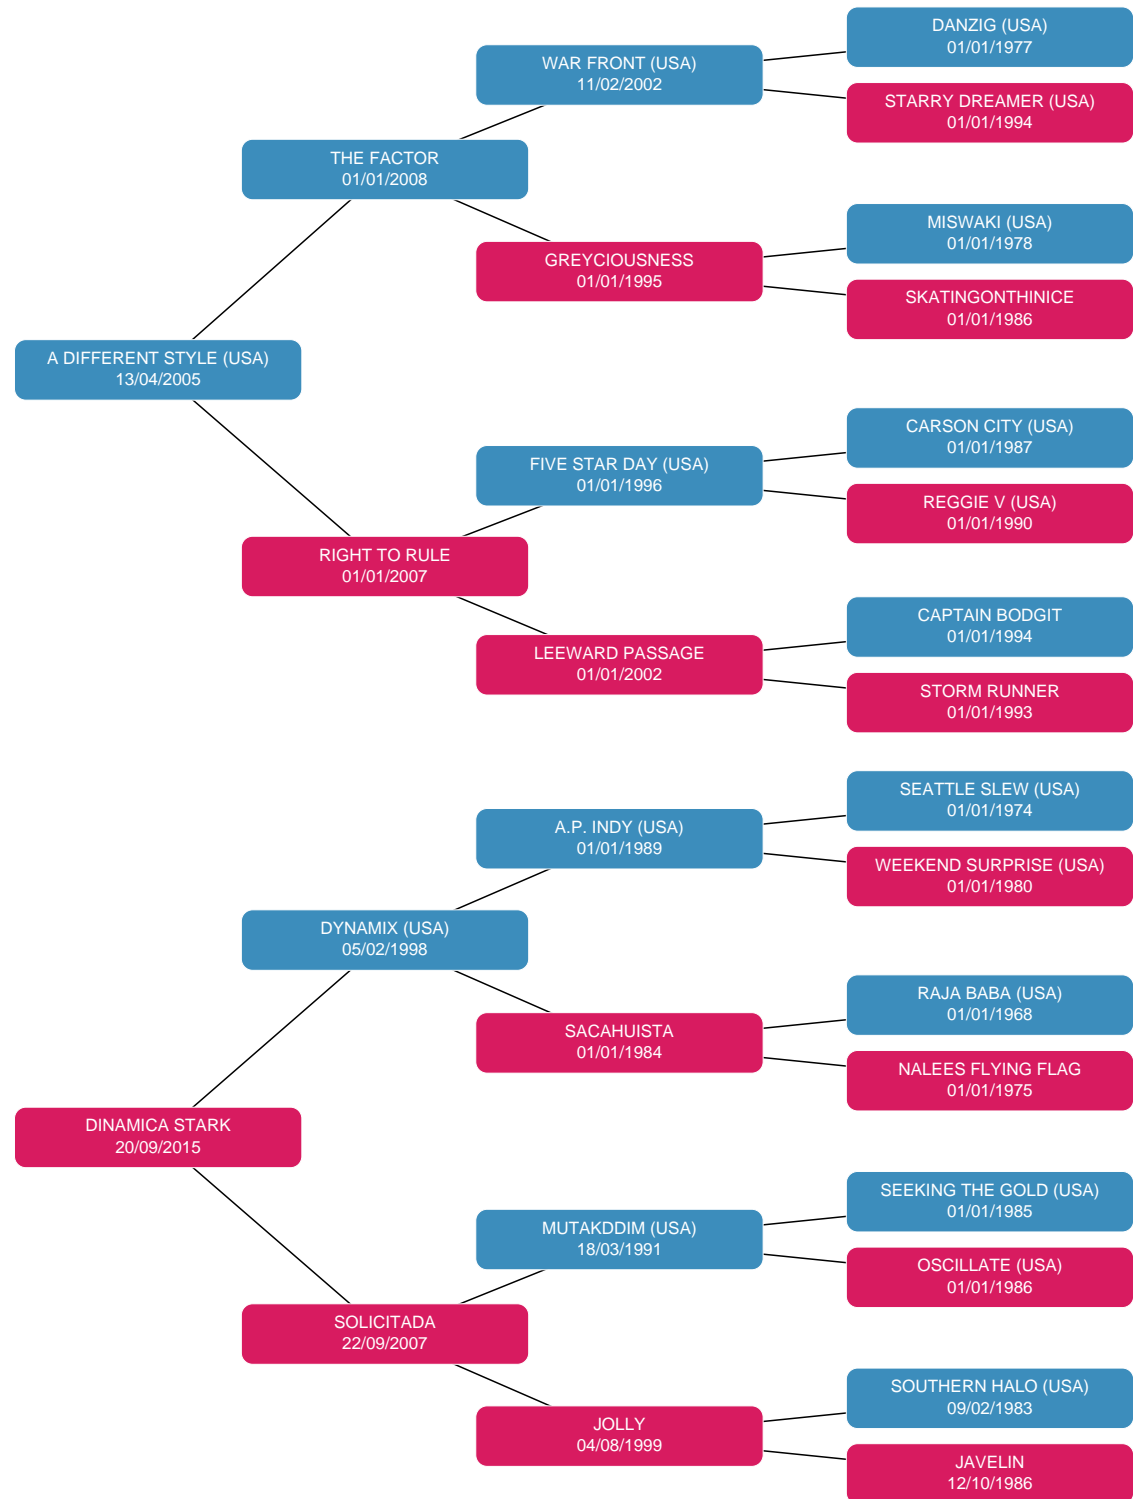 DANZIG (USA)
01/01/1977
WAR FRONT (USA)
11/02/2002
STARRY DREAMER (USA)
01/01/1994
THE FACTOR
01/01/2008
MISWAKI (USA)
01/01/1978
GREYCIOUSNESS
01/01/1995
SKATINGONTHINICE
01/01/1986
A DIFFERENT STYLE (USA)
13/04/2005
CARSON CITY (USA)
01/01/1987
FIVE STAR DAY (USA)
01/01/1996
REGGIE V (USA)
01/01/1990
RIGHT TO RULE
01/01/2007
CAPTAIN BODGIT
01/01/1994
LEEWARD PASSAGE
01/01/2002
STORM RUNNER
01/01/1993
SEATTLE SLEW (USA)
01/01/1974
A.P. INDY (USA)
01/01/1989
WEEKEND SURPRISE (USA)
01/01/1980
DYNAMIX (USA)
05/02/1998
RAJA BABA (USA)
01/01/1968
SACAHUISTA
01/01/1984
NALEES FLYING FLAG
01/01/1975
DINAMICA STARK
20/09/2015
SEEKING THE GOLD (USA)
01/01/1985
MUTAKDDIM (USA)
18/03/1991
OSCILLATE (USA)
01/01/1986
SOLICITADA
22/09/2007
SOUTHERN HALO (USA)
09/02/1983
JOLLY
04/08/1999
JAVELIN
12/10/1986